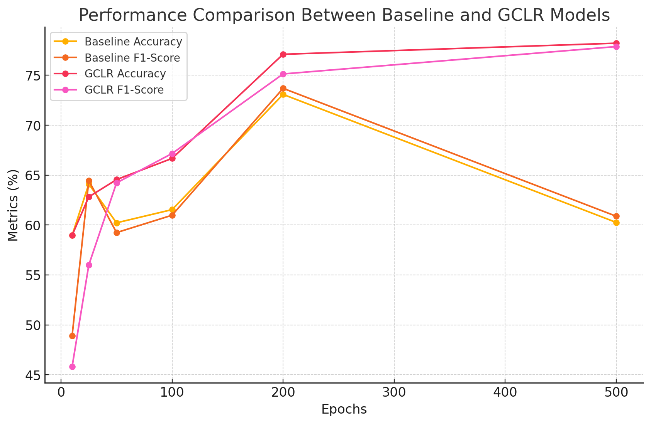 Performance Comparison Between Baseline and GCLR Models
Baseline Accuracy
Baseline F1-Score
GCLR Accuracy
GCLR F1-Score
Metrics (%)
75
70
65
60
55
50
45
0
100
200
300
400
500
Epochs